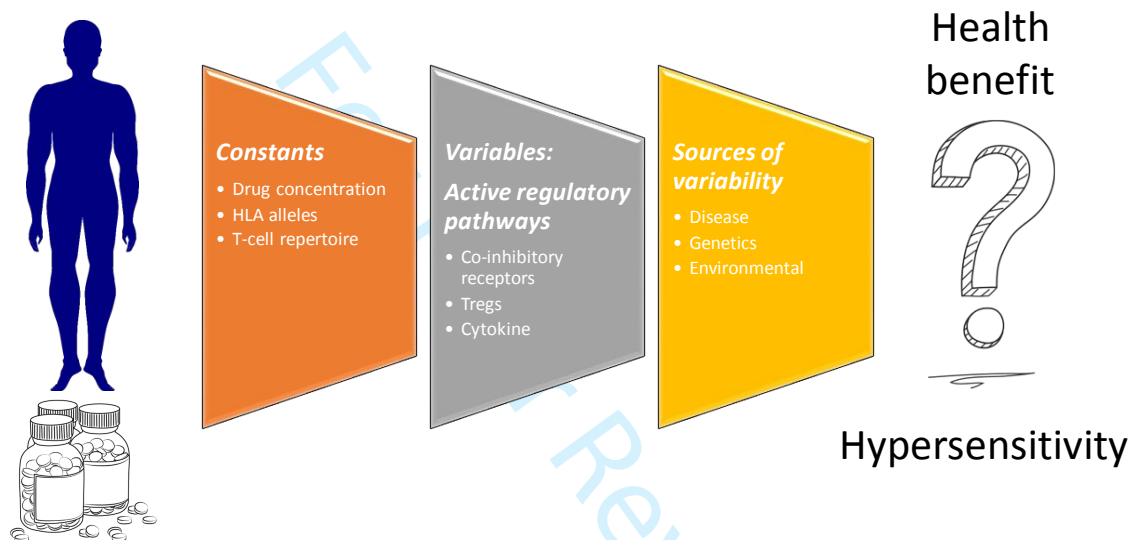 Constants
• Drug concentration
• HLA alleles
• T-cell repertoire
Variables:
Active regulatory
pathways
• Co-inhibitory
receptors
• Tregs
• Cytokine
Sources of
variability
• Disease
• Genetics
• Environmental
Health
benefit
Hypersensitivity